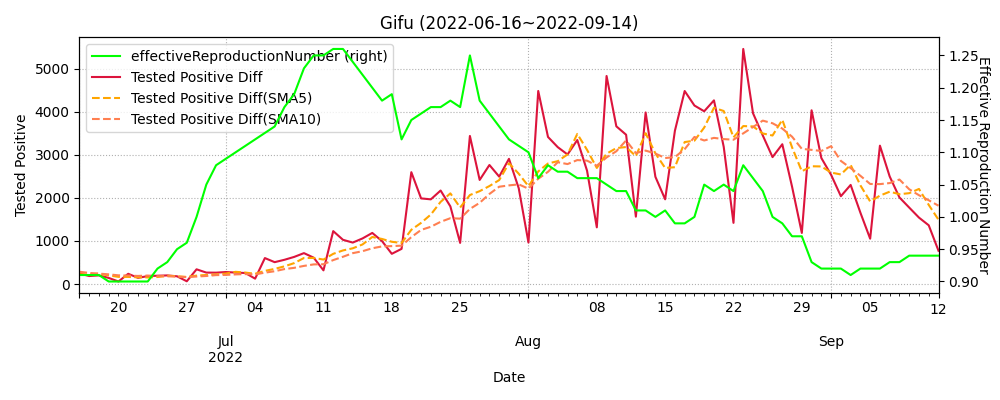 Gifu (2022-06-16~2022-09-14)
effectiveReproductionNumber (right)
Tested Positive Diff
Tested Positive Diff(SMA5)
Tested Positive Diff(SMA10)
Tested Positive
5000
4000
3000
2000
1000
0
1.25
1.20
1.15
1.10
1.05
1.00
0.95
0.90
Effective Reproduction Number
20 27 04 11 18 25 08 15 22 29 05 12
Jul Aug Sep
2022
Date